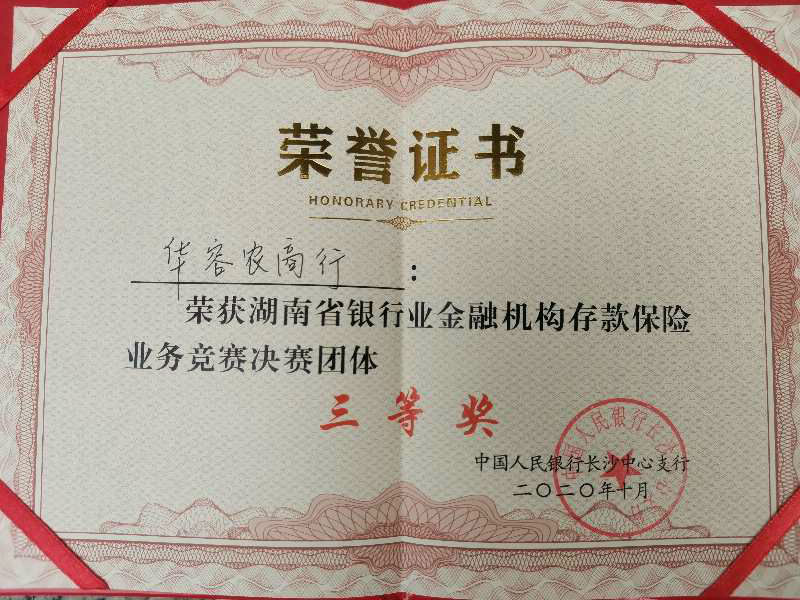 荣誉证书
HONORARY CREDENTIAL
华容农商行：
荣获湖南省银行业金融机构存款保险
业务竞赛决赛团体
三等奖
中国人民银行长沙中心支行
二〇二〇年十月